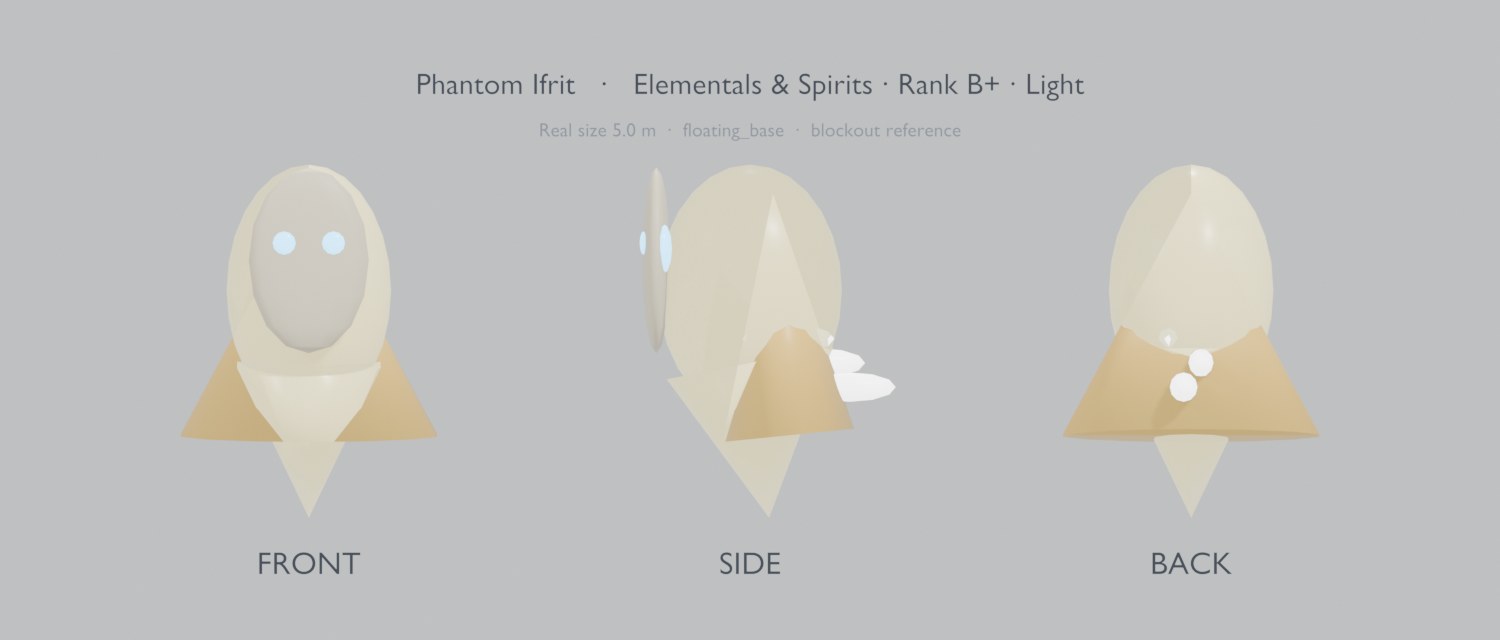 Phantom Ifrit · Elementals & Spirits · Rank B+ · Light
Real size 5.0 m · floating_base · blockout reference
FRONT
SIDE
BACK